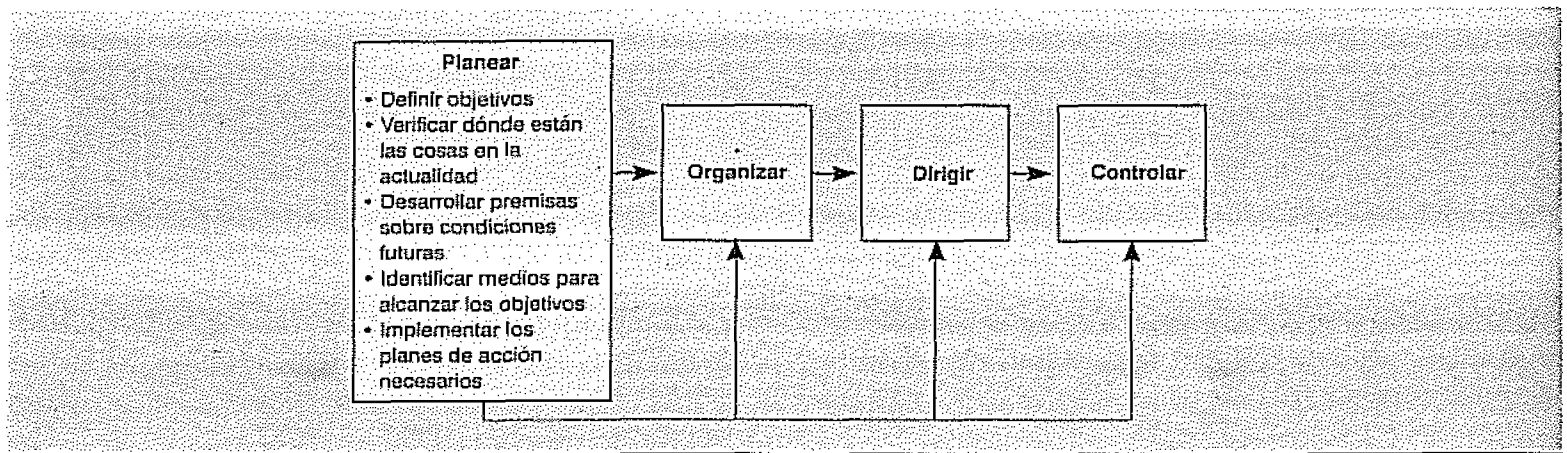 Planear
• Definir objetivos
• Verificar dónde están
las cosas en la
actualidad
• Desarrollar premisas
sobre condiciones
futuras
• Identificar medios para
alcanzar los objetivos
• Implementar los
planes de acción
necesarios
Organizar
Dirigir
Controlar